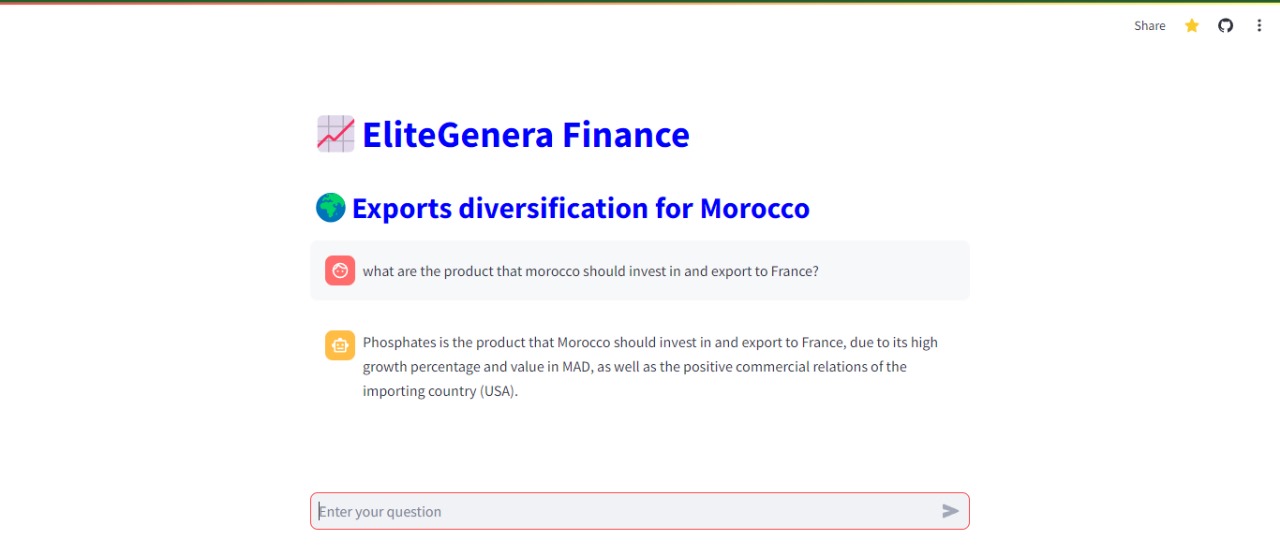 Share
EliteGenera Finance
Exports diversification for Morocco
what are the product that morocco should invest in and export to France?
Phosphates is the product that Morocco should invest in and export to France, due to its high
growth percentage and value in MAD, as well as the positive commercial relations of the
importing country (USA).
Enter your question